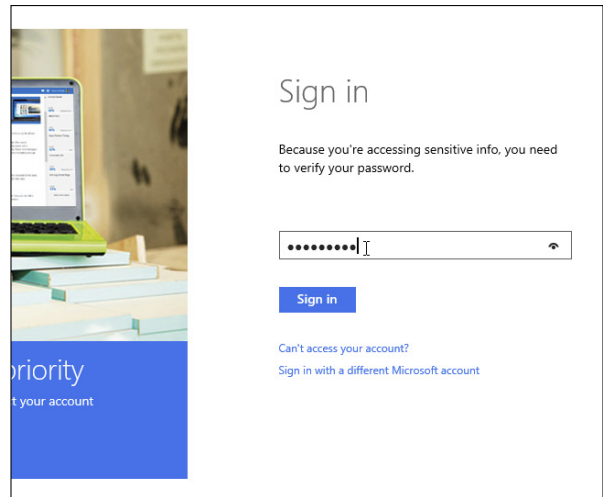 Sign in
Because you're accessing sensitive info, you need
to verify your password.
•••••••••
Sign in
Can't access your account?
Sign in with a different Microsoft account
priority
t your account